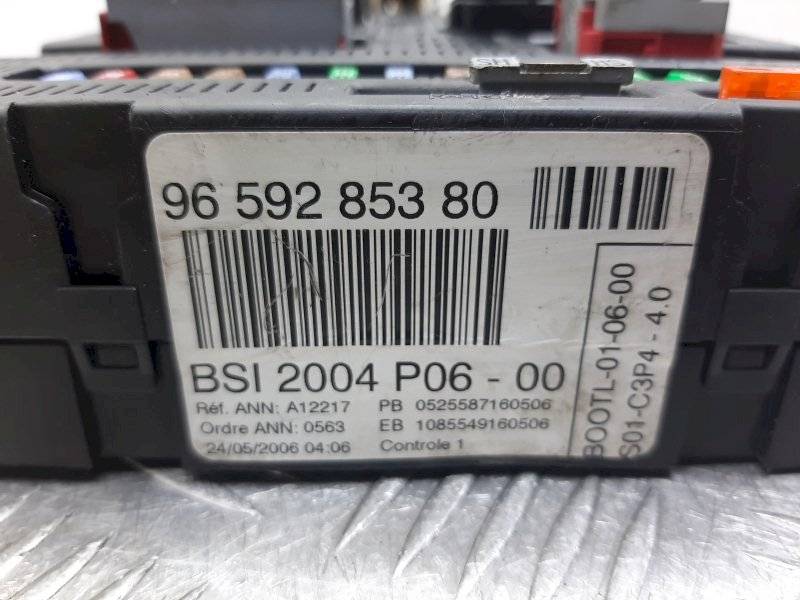 96 592 853 80
BSI 2004 P06 - 00
Réf. ANN: A12217 PB 0525587160506
Ordre ANN: 0563 EB 1085549160506
24/05/2006 04:06 Controle 1
BOOTL-01-06-00
S01-C3P4 - 4.0
SH